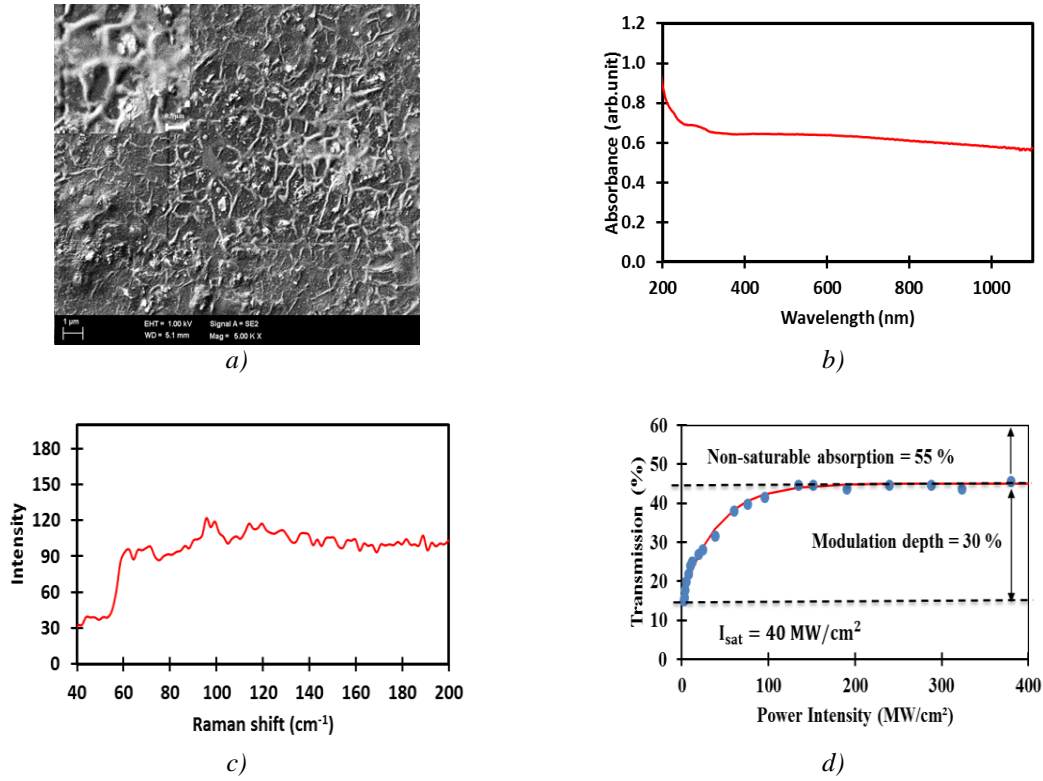 0.5µm
1 µm
EHT = 1.00 kV Signal A = SE2
WD = 5.1 mm Mag = 5.00 K X
a)
1.2
1.0
0.8
0.6
0.4
0.2
0.0
200 400 600 800 1000
Absorbance (arb.unit)
Wavelength (nm)
b)
180
150
120
90
60
30
0
40 60 80 100 120 140 160 180 200
Intensity
Raman shift (cm-1)
c)
60
50
40
30
20
10
0
0 100 200 300 400
Transmission (%)
Non-saturable absorption = 55 %
Modulation depth = 30 %
Isat = 40 MW/cm²
Power Intensity (MW/cm²)
d)